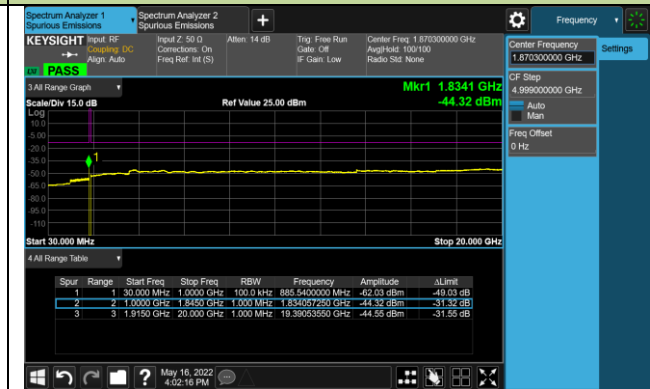 Spectrum Analyzer 1
Spurious Emissions
Spectrum Analyzer 2
Spurious Emissions
+
Frequency
KEYSIGHT
Input: RF
Coupling: DC
Align: Auto
Input Z: 50 Ω
Corrections: On
Freq Ref: Int (S)
Atten: 14 dB
Trig: Free Run
Gate: Off
IF Gain: Low
Center Freq: 1.870300000 GHz
Avg|Hold: 100/100
Radio Std: None
PASS
Center Frequency
1.870300000 GHz
Settings
CF Step
4.999000000 GHz
Auto
Man
Freq Offset
0 Hz
3 All Range Graph
Mkr1 1.8341 GHz
-44.32 dBm
Scale/Div 15.0 dB
Ref Value 25.00 dBm
Log
10.0
-5.00
-20.0
-35.0
-50.0
-65.0
-80.0
-95.0
-110
1
Start 30.000 MHz
Stop 20.000 GHz
4 All Range Table
Spur Range Start Freq Stop Freq RBW Frequency Amplitude ΔLimit
1 1 30.000 MHz 1.0000 GHz 100.0 kHz 885.5400000 MHz -62.03 dBm -49.03 dB
2 2 1.0000 GHz 1.8450 GHz 1.000 MHz 1.834057250 GHz -44.32 dBm -31.32 dB
3 3 1.9150 GHz 20.000 GHz 1.000 MHz 19.39053550 GHz -44.55 dBm -31.55 dB
?
May 16, 2022
4:02:16 PM